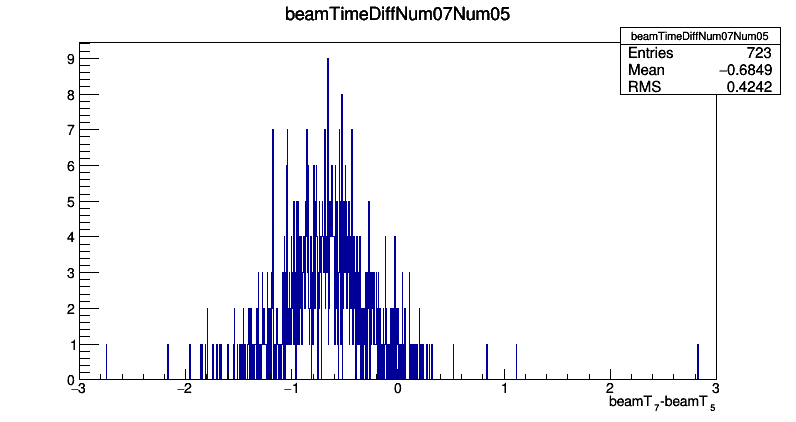 beamTimeDiffNum07Num05
beamTimeDiffNum07Num05
Entries 723
Mean −0.6849
RMS 0.4242
9
8
7
6
5
4
3
2
1
0
−3 −2 −1 0 1 2 3
beamT7-beamT5